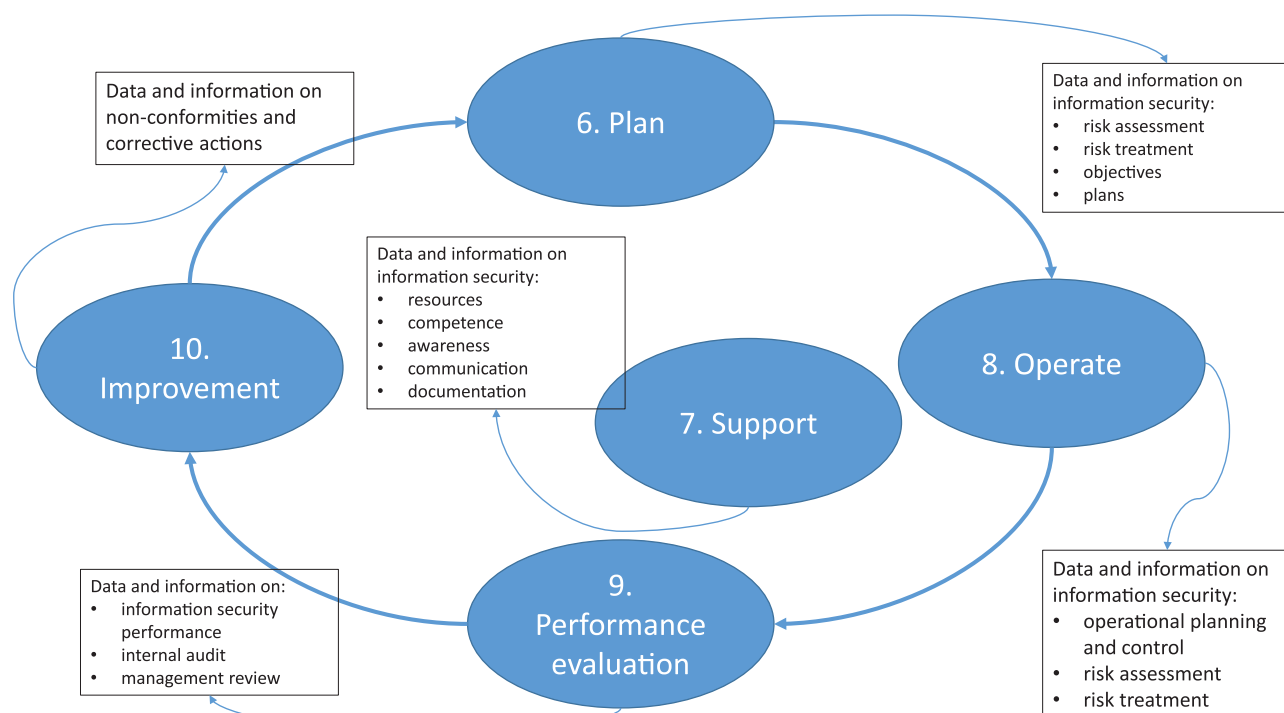 6. Plan
Data and information on
non-conformities and
corrective actions
Data and information on
information security:
• risk assessment
• risk treatment
• objectives
• plans
Data and information on
information security:
• resources
• competence
• awareness
• communication
• documentation
10.
Improvement
8. Operate
7. Support
9.
Performance
evaluation
Data and information on:
• information security
performance
• internal audit
• management review
Data and information on
information security:
• operational planning
and control
• risk assessment
• risk treatment